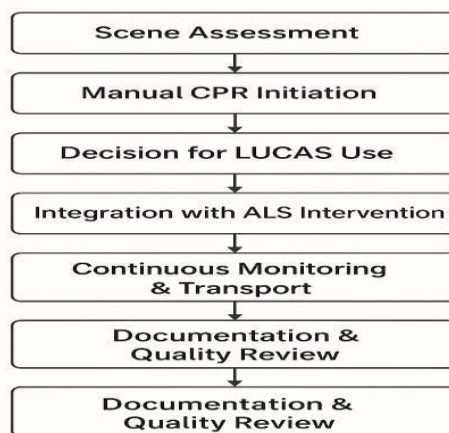 Scene Assessment
Manual CPR Initiation
Decision for LUCAS Use
Integration with ALS Intervention
Continuous Monitoring
& Transport
Documentation &
Quality Review
Documentation &
Quality Review